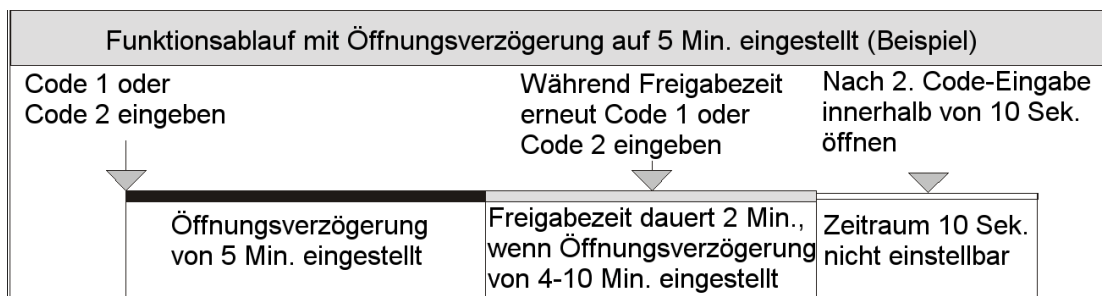 Funktionsablauf mit Öffnungsverzögerung auf 5 Min. eingestellt (Beispiel)
Code 1 oder
Code 2 eingeben
Während Freigabezeit
erneut Code 1 oder
Code 2 eingeben
Nach 2. Code-Eingabe
innerhalb von 10 Sek.
öffnen
Öffnungsverzögerung
von 5 Min. eingestellt
Freigabezeit dauert 2 Min.,
wenn Öffnungsverzögerung
von 4-10 Min. eingestellt
Zeitraum 10 Sek.
nicht einstellbar